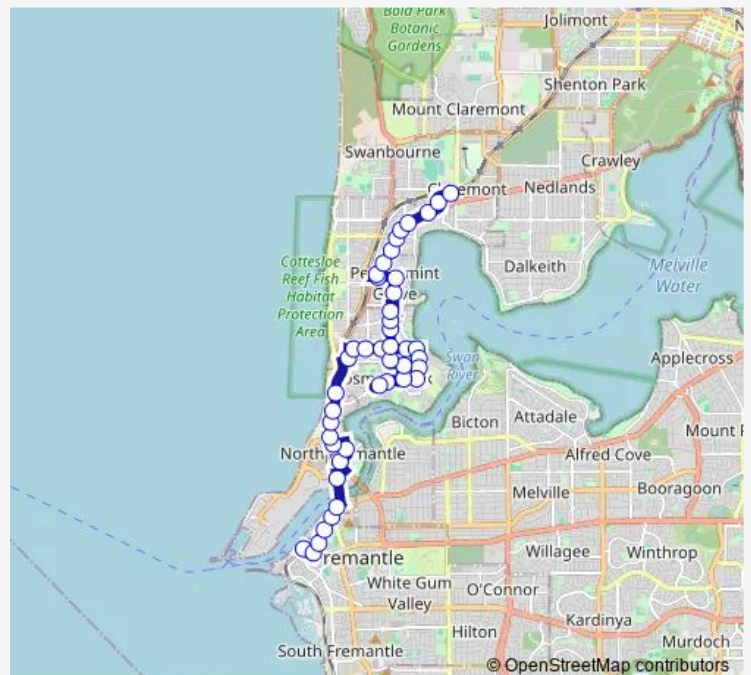 Bold Park
Botanic
Gardens
Jolimont
Shenton Park
Mount Claremont
Swanbourne
Crawley
Nedlands
Cottesloe
Reef Fish
Habitat
Protection
Area
Dalkeith
Melville
Water
Swan
River
Applecross
Bicton
Attadale
Alfred Cove
Melville
Booragoon
Willagee
Winthrop
White Gum
Valley
O'Connor
Kardinya
Hilton
Murdoch
South Fremantle
© OpenStreetMap contributors